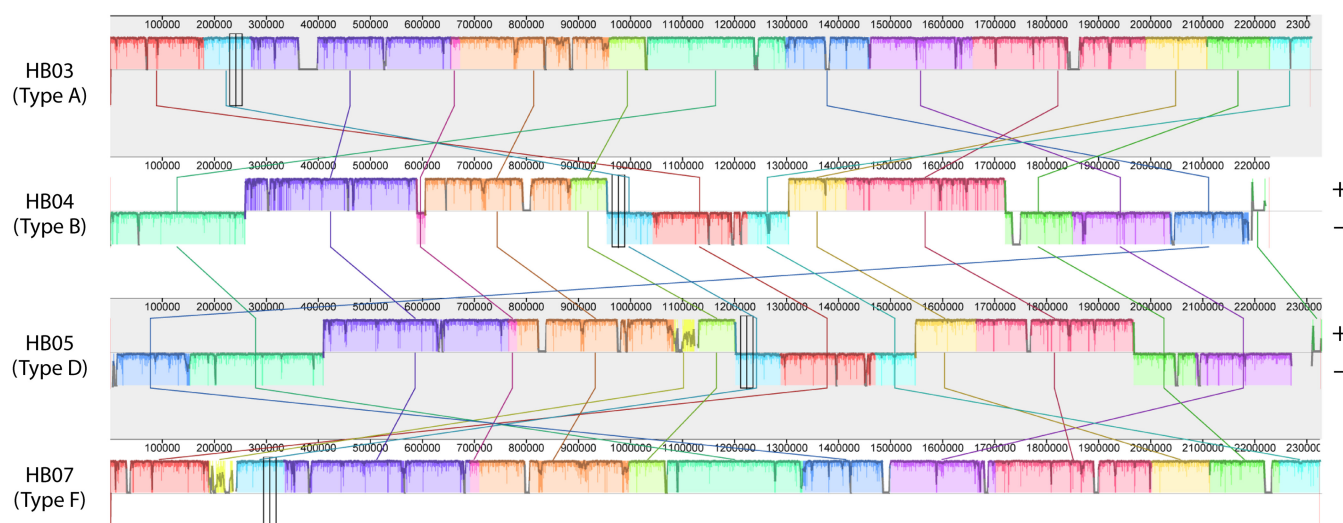 100000 200000 300000 400000 500000 600000 700000 800000 900000 1000000 1100000 1200000 1300000 1400000 1500000 1600000 1700000 1800000 1900000 2000000 2100000 2200000 2300
HB03
(Type A)
100000 200000 300000 400000 500000 600000 700000 800000 900000 1000000 1100000 1200000 1300000 1400000 1500000 1600000 1700000 1800000 1900000 2000000 2100000 2200
HB04
(Type B)
+
−
100000 200000 300000 400000 500000 600000 700000 800000 900000 1000000 1100000 1200000 1300000 1400000 1500000 1600000 1700000 1800000 1900000 2000000 2100000 2200000 2300
HB05
(Type D)
+
−
100000 200000 300000 400000 500000 600000 700000 800000 900000 1000000 1100000 1200000 1300000 1400000 1500000 1600000 1700000 1800000 1900000 2000000 2100000 2200000 230000
HB07
(Type F)